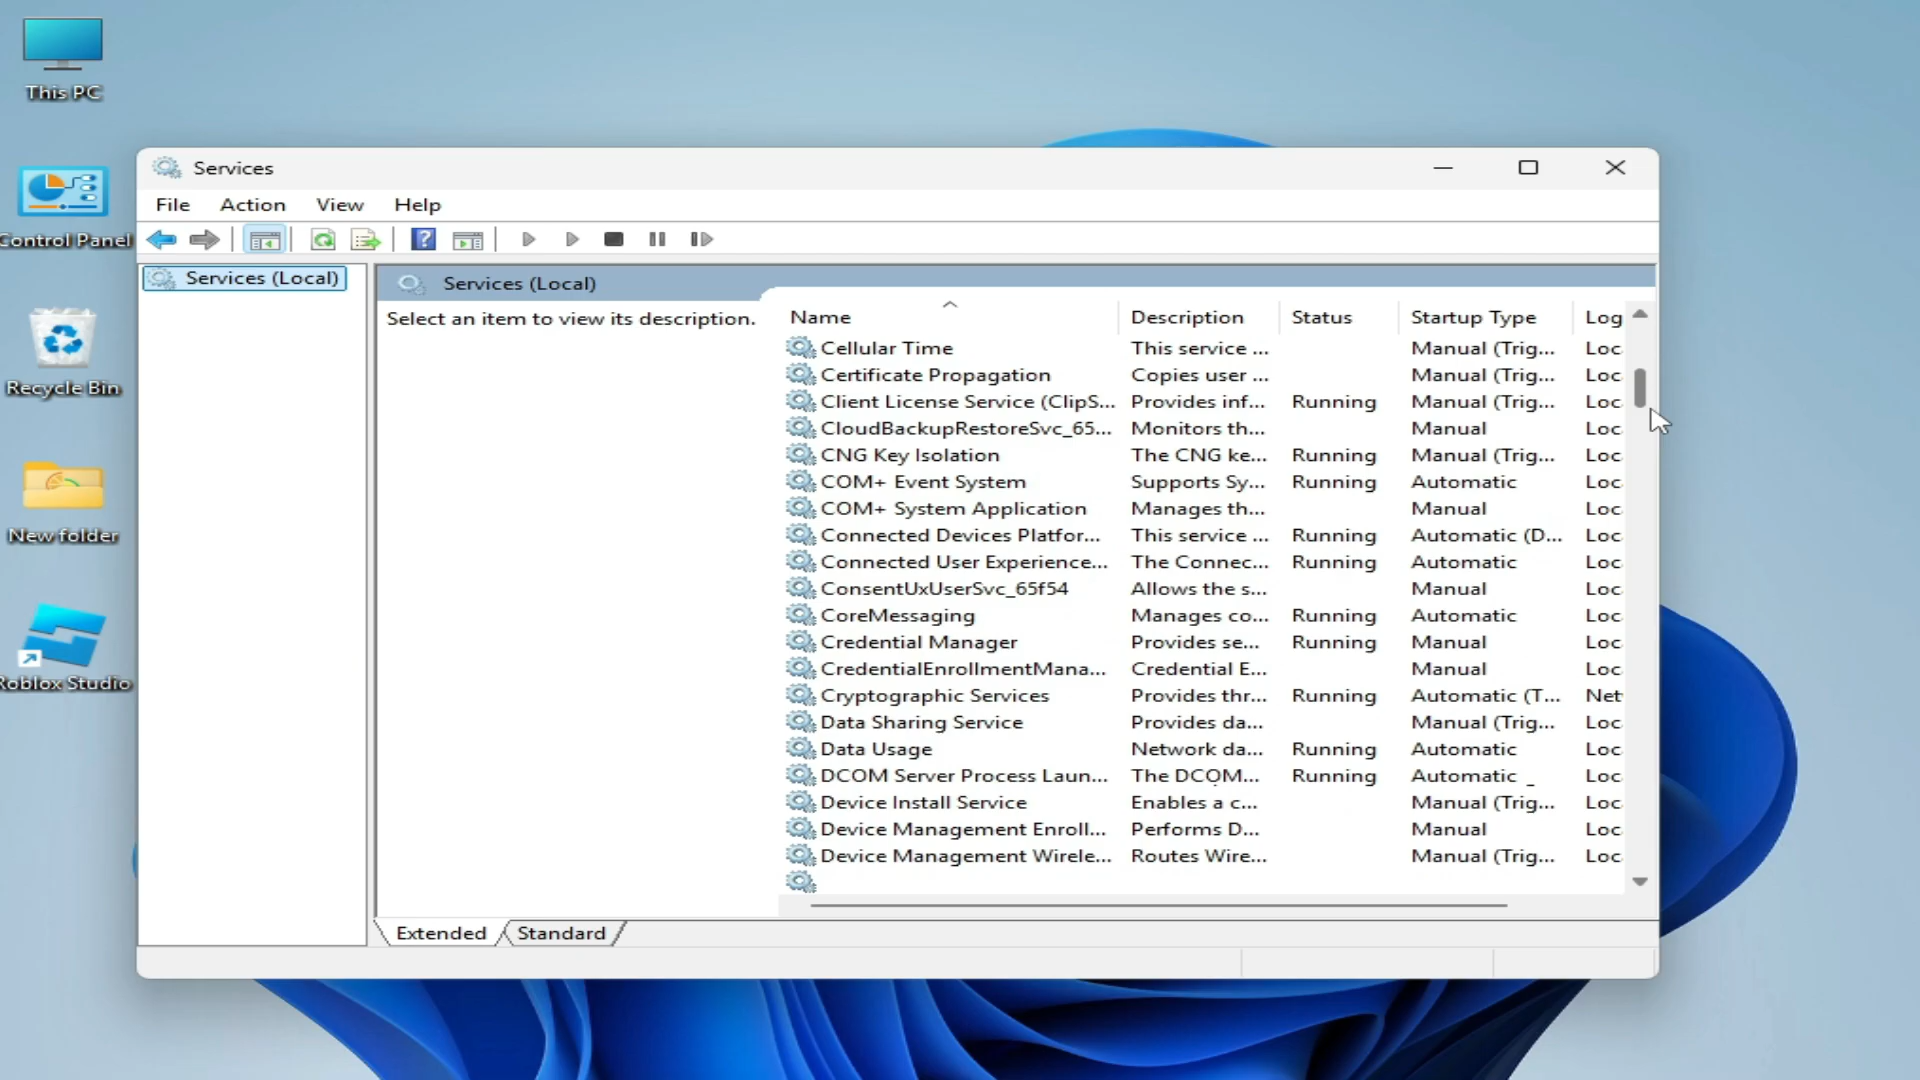 This PC
Control Panel
Recycle Bin
New folder
Roblox Studio
Services
File Action View Help
Services (Local)
Services (Local)
Select an item to view its description.
Name Description Status Startup Type Log
Cellular Time This service ... Manual (Trig... Loc
Certificate Propagation Copies user ... Manual (Trig... Loc
Client License Service (ClipS... Provides inf... Running Manual (Trig... Loc
CloudBackupRestoreSvc_65... Monitors th... Manual Loc
CNG Key Isolation The CNG ke... Running Manual (Trig... Loc
COM+ Event System Supports Sy... Running Automatic Loc
COM+ System Application Manages th... Manual Loc
Connected Devices Platfor... This service ... Running Automatic (D... Loc
Connected User Experience... The Connec... Running Automatic Loc
ConsentUxUserSvc_65f54 Allows the s... Manual Loc
CoreMessaging Manages co... Running Automatic Loc
Credential Manager Provides se... Running Manual Loc
CredentialEnrollmentMana... Credential E... Manual Loc
Cryptographic Services Provides thr... Running Automatic (T... Net
Data Sharing Service Provides da... Manual (Trig... Loc
Data Usage Network da... Running Automatic Loc
DCOM Server Process Laun... The DCOM... Running Automatic _ Loc
Device Install Service Enables a c... Manual (Trig... Loc
Device Management Enroll... Performs D... Manual Loc
Device Management Wirele... Routes Wire... Manual (Trig... Loc
Extended Standard